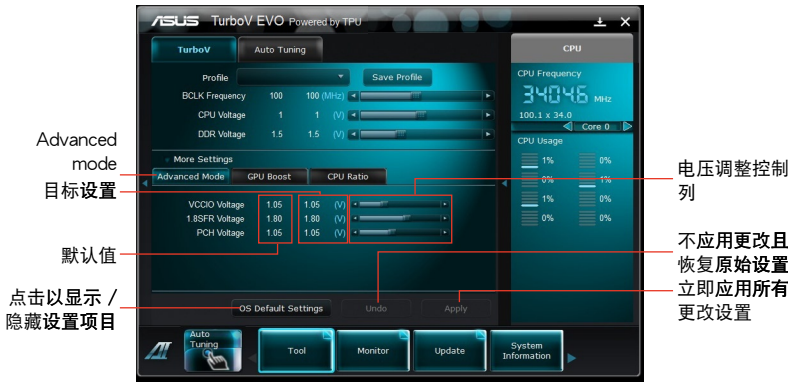 ASUS TurboV EVO Powered by TPU
TurboV
Auto Tuning
Profile
Save Profile
BCLK Frequency 100 100 (MHz)
CPU Voltage 1 1 (V)
DDR Voltage 1.5 1.5 (V)
More Settings
Advanced Mode
GPU Boost
CPU Ratio
VCCIO Voltage 1.05 1.05 (V)
1.8SFR Voltage 1.80 1.80 (V)
PCH Voltage 1.05 1.05 (V)
OS Default Settings
Undo
Apply
CPU
CPU Frequency
3404.6 MHz
100.1 x 34.0
Core 0
CPU Usage
1% 0%
0% 1%
1% 0%
0% 0%
Auto
Tuning
Tool
Monitor
Update
System
Information
Advanced
mode
目标设置
默认值
点击以显示 /
隐藏设置项目
电压调整控制
列
不应用更改且
恢复原始设置
立即应用所有
更改设置